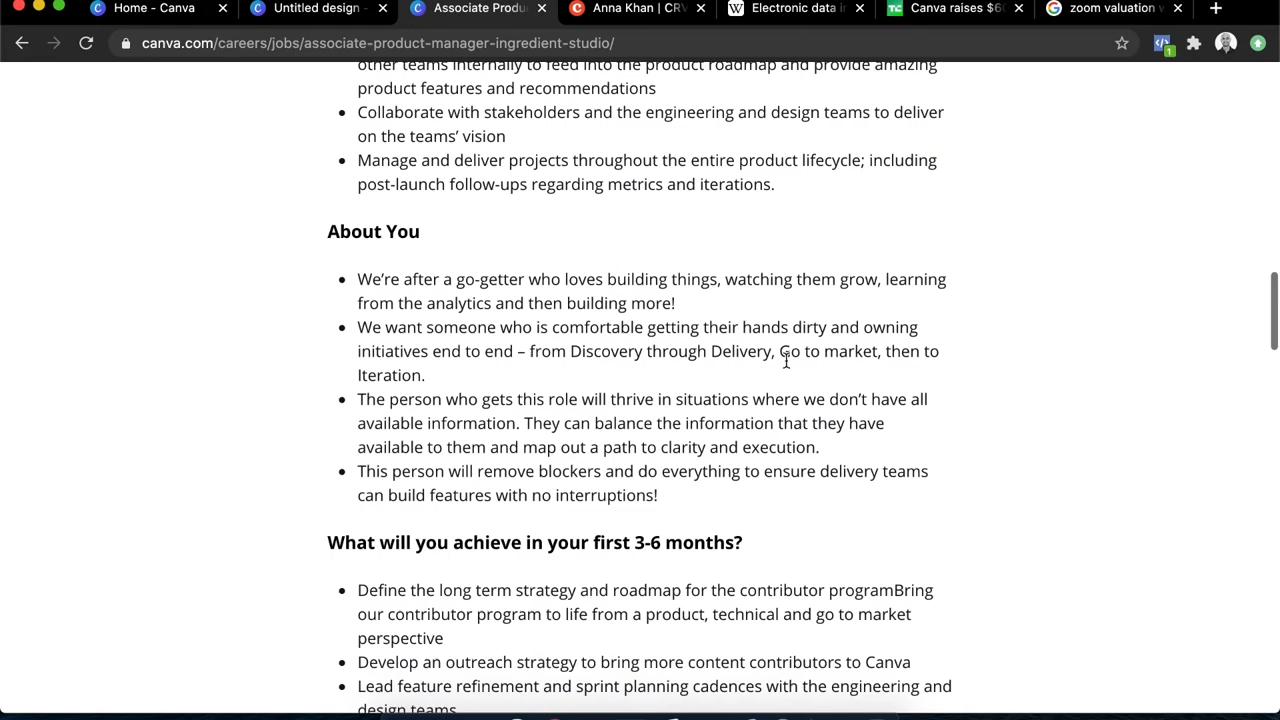 Home - Canva
Untitled design -
Associate Produ
Anna Khan | CRV
Electronic data in
Canva raises $60
zoom valuation w
canva.com/careers/jobs/associate-product-manager-ingredient-studio/
1
other teams internally to feed into the product roadmap and provide amazing
product features and recommendations
Collaborate with stakeholders and the engineering and design teams to deliver
on the teams’ vision
Manage and deliver projects throughout the entire product lifecycle; including
post-launch follow-ups regarding metrics and iterations.
About You
We’re after a go-getter who loves building things, watching them grow, learning
from the analytics and then building more!
We want someone who is comfortable getting their hands dirty and owning
initiatives end to end – from Discovery through Delivery, Go to market, then to
Iteration.
The person who gets this role will thrive in situations where we don’t have all
available information. They can balance the information that they have
available to them and map out a path to clarity and execution.
This person will remove blockers and do everything to ensure delivery teams
can build features with no interruptions!
What will you achieve in your first 3-6 months?
Define the long term strategy and roadmap for the contributor programBring
our contributor program to life from a product, technical and go to market
perspective
Develop an outreach strategy to bring more content contributors to Canva
Lead feature refinement and sprint planning cadences with the engineering and
design teams